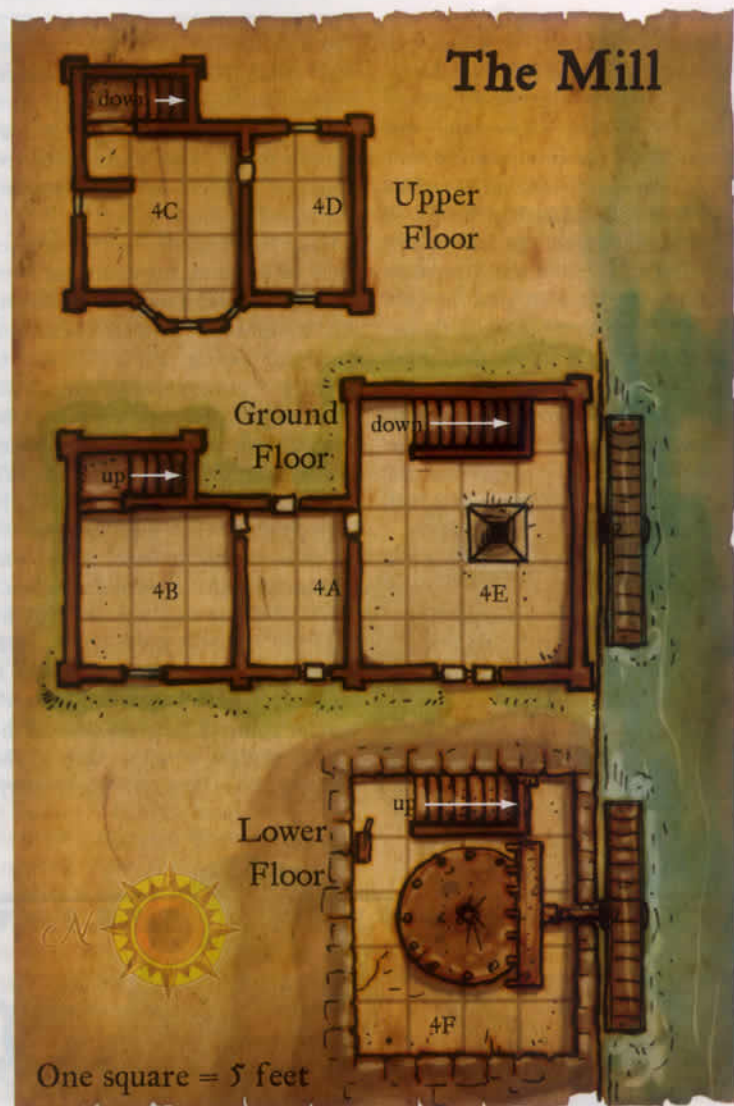 The Mill
down
4C
4D
Upper
Floor
Ground
Floor
down
up
4B
4A
4E
up
Lower
Floor
N
4F
One square = 5 feet